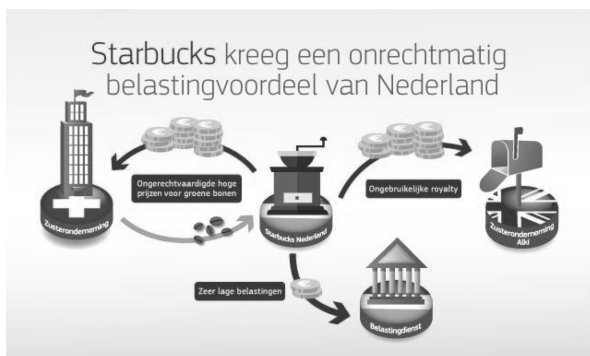 Starbucks kreeg een onrechtmatig
belastingvoordeel van Nederland
Ongerechtvaardigde hoge
prijzen voor groene bonen
Ongebruikelijke royalty
Zusteronderneming
Starbucks Nederland
Zusteronderneming
Alki
Zeer lage belastingen
Belastingdienst